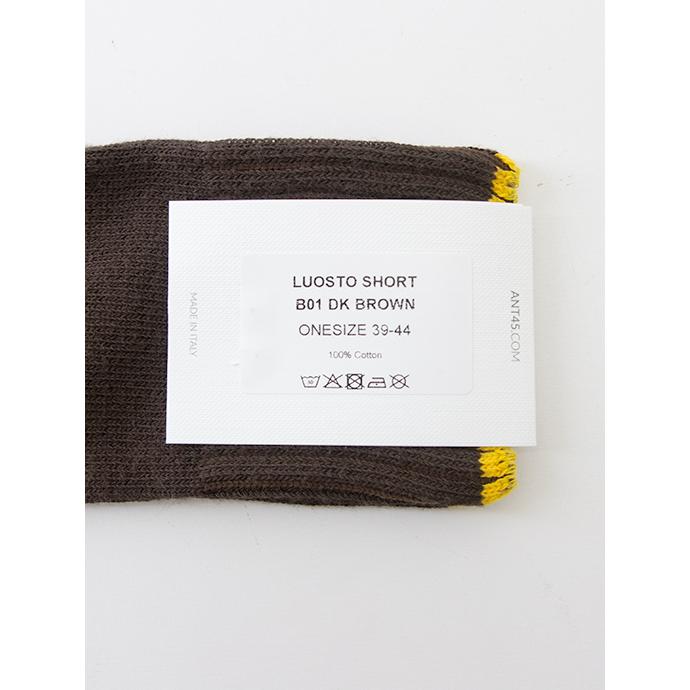 MADE IN ITALY
LUOSTO SHORT
B01 DK BROWN
ONESIZE 39-44
100% Cotton
ANT45.COM